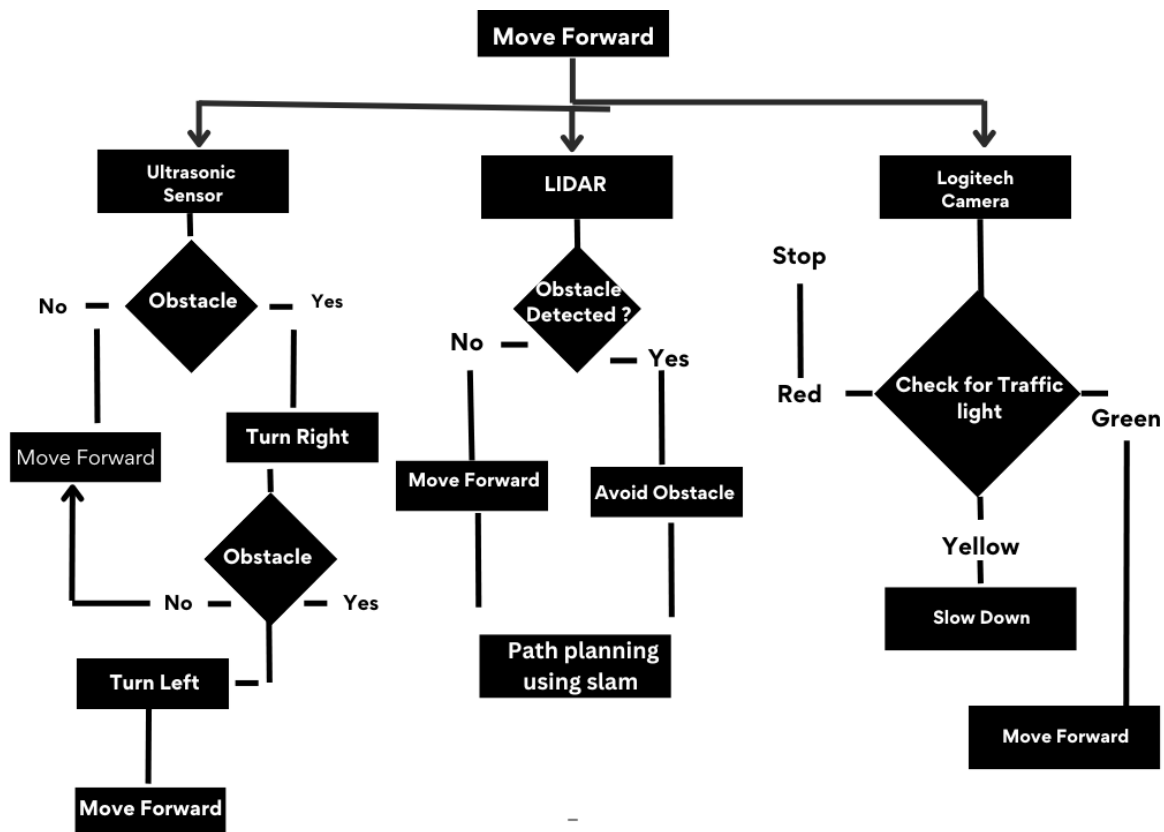 Move Forward
Ultrasonic
Sensor
LIDAR
Logitech
Camera
No
Obstacle
Yes
Obstacle
Detected ?
No
Yes
Stop
Red
Check for Traffic
light
Green
Move Forward
Turn Right
Move Forward
Avoid Obstacle
Obstacle
No
Yes
Yellow
Slow Down
Turn Left
Path planning
using slam
Move Forward
Move Forward